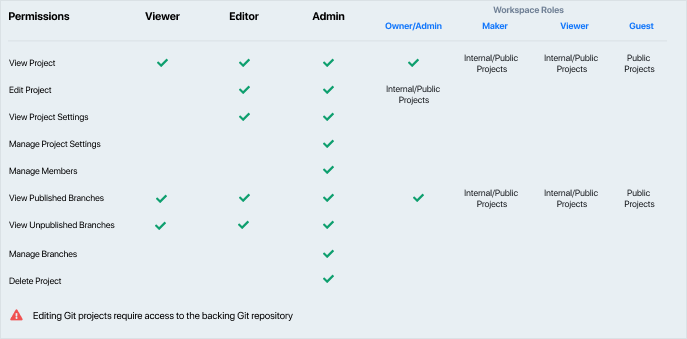 Permissions Viewer Editor Admin Workspace Roles
Owner/Admin Maker Viewer Guest
View Project Internal/Public Projects Internal/Public Projects Public Projects
Edit Project Internal/Public Projects
View Project Settings
Manage Project Settings
Manage Members
View Published Branches Internal/Public Projects Internal/Public Projects Public Projects
View Unpublished Branches
Manage Branches
Delete Project
Editing Git projects require access to the backing Git repository